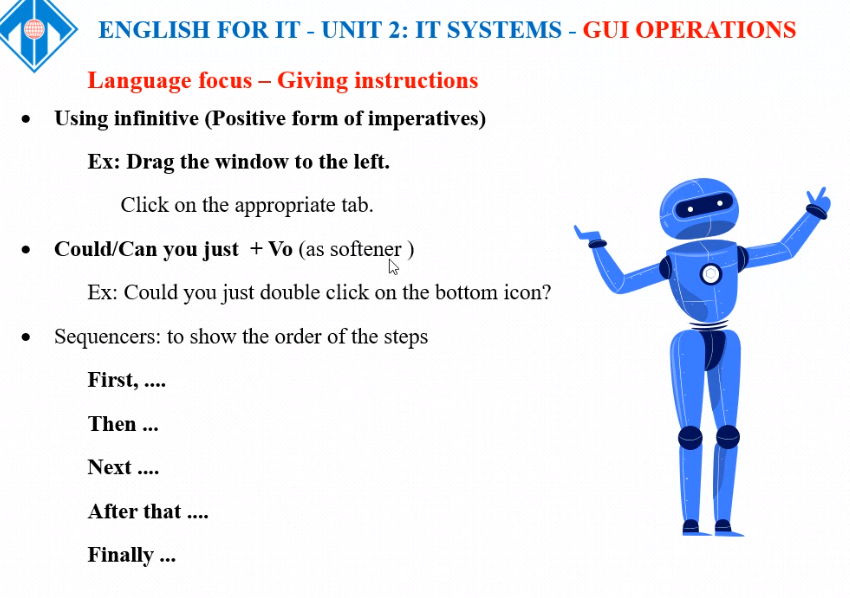 ENGLISH FOR IT - UNIT 2: IT SYSTEMS - GUI OPERATIONS
Language focus – Giving instructions
• Using infinitive (Positive form of imperatives)
Ex: Drag the window to the left.
Click on the appropriate tab.
• Could/Can you just + Vo (as softener )
Ex: Could you just double click on the bottom icon?
• Sequencers: to show the order of the steps
First, ....
Then ...
Next ....
After that ....
Finally ...